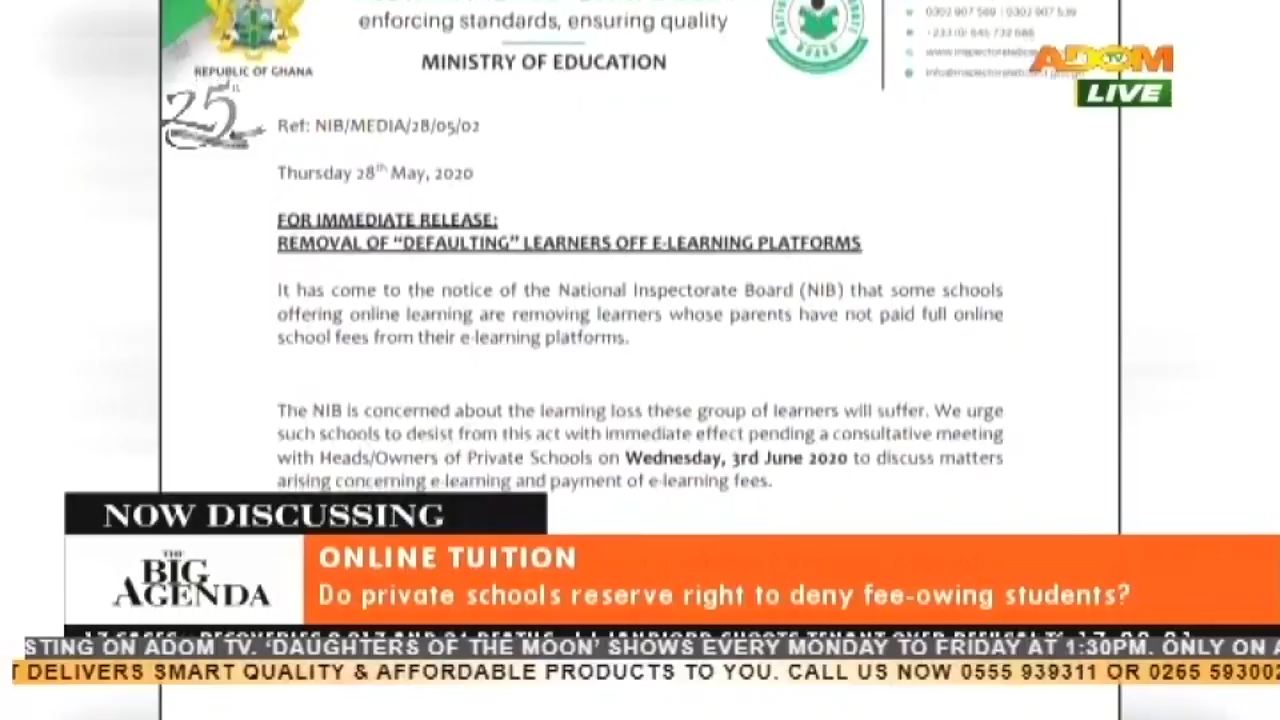 enforcing standards, ensuring quality
MINISTRY OF EDUCATION
REPUBLIC OF GHANA
0302 907 589 | 0302 907 539
ADOM TV
LIVE
25TH
Ref: NIB/MEDIA/28/05/02
Thursday 28th May, 2020
FOR IMMEDIATE RELEASE:
REMOVAL OF “DEFAULTING” LEARNERS OFF E-LEARNING PLATFORMS
It has come to the notice of the National Inspectorate Board (NIB) that some schools
offering online learning are removing learners whose parents have not paid full online
school fees from their e-learning platforms.
The NIB is concerned about the learning loss these group of learners will suffer. We urge
such schools to desist from this act with immediate effect pending a consultative meeting
with Heads/Owners of Private Schools on Wednesday, 3rd June 2020 to discuss matters
arising concerning e-learning and payment of e-learning fees.
NOW DISCUSSING
THE BIG AGENDA
ONLINE TUITION
Do private schools reserve right to deny fee-owing students?
STING ON ADOM TV. ‘DAUGHTERS OF THE MOON’ SHOWS EVERY MONDAY TO FRIDAY AT 1:30PM. ONLY ON A
T DELIVERS SMART QUALITY & AFFORDABLE PRODUCTS TO YOU. CALL US NOW 0555 939311 OR 0265 593002